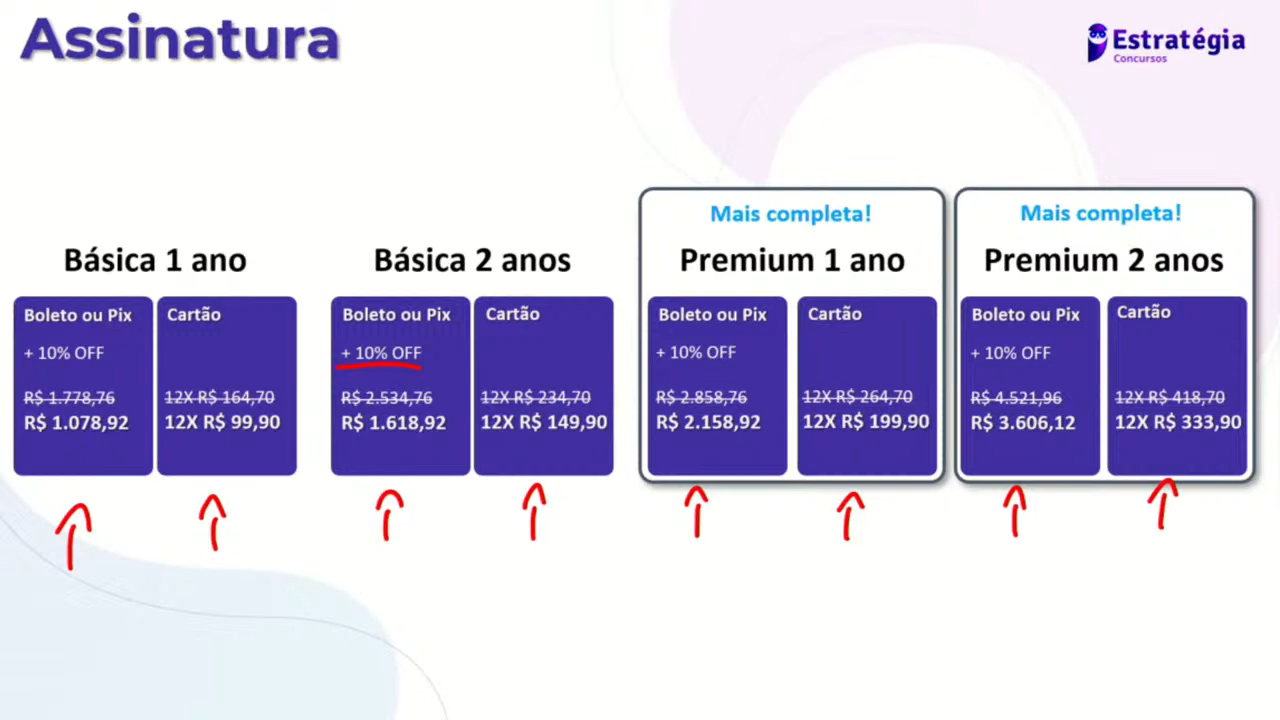 Assinatura
Estratégia
Concursos
Básica 1 ano
Boleto ou Pix
+ 10% OFF
R$ 1.778,76
R$ 1.078,92
Cartão
12X R$ 164,70
12X R$ 99,90
Básica 2 anos
Boleto ou Pix
+ 10% OFF
R$ 2.534,76
R$ 1.618,92
Cartão
12X R$ 234,70
12X R$ 149,90
Mais completa!
Premium 1 ano
Boleto ou Pix
+ 10% OFF
R$ 2.858,76
R$ 2.158,92
Cartão
12X R$ 264,70
12X R$ 199,90
Mais completa!
Premium 2 anos
Boleto ou Pix
+ 10% OFF
R$ 4.521,96
R$ 3.606,12
Cartão
12X R$ 418,70
12X R$ 333,90